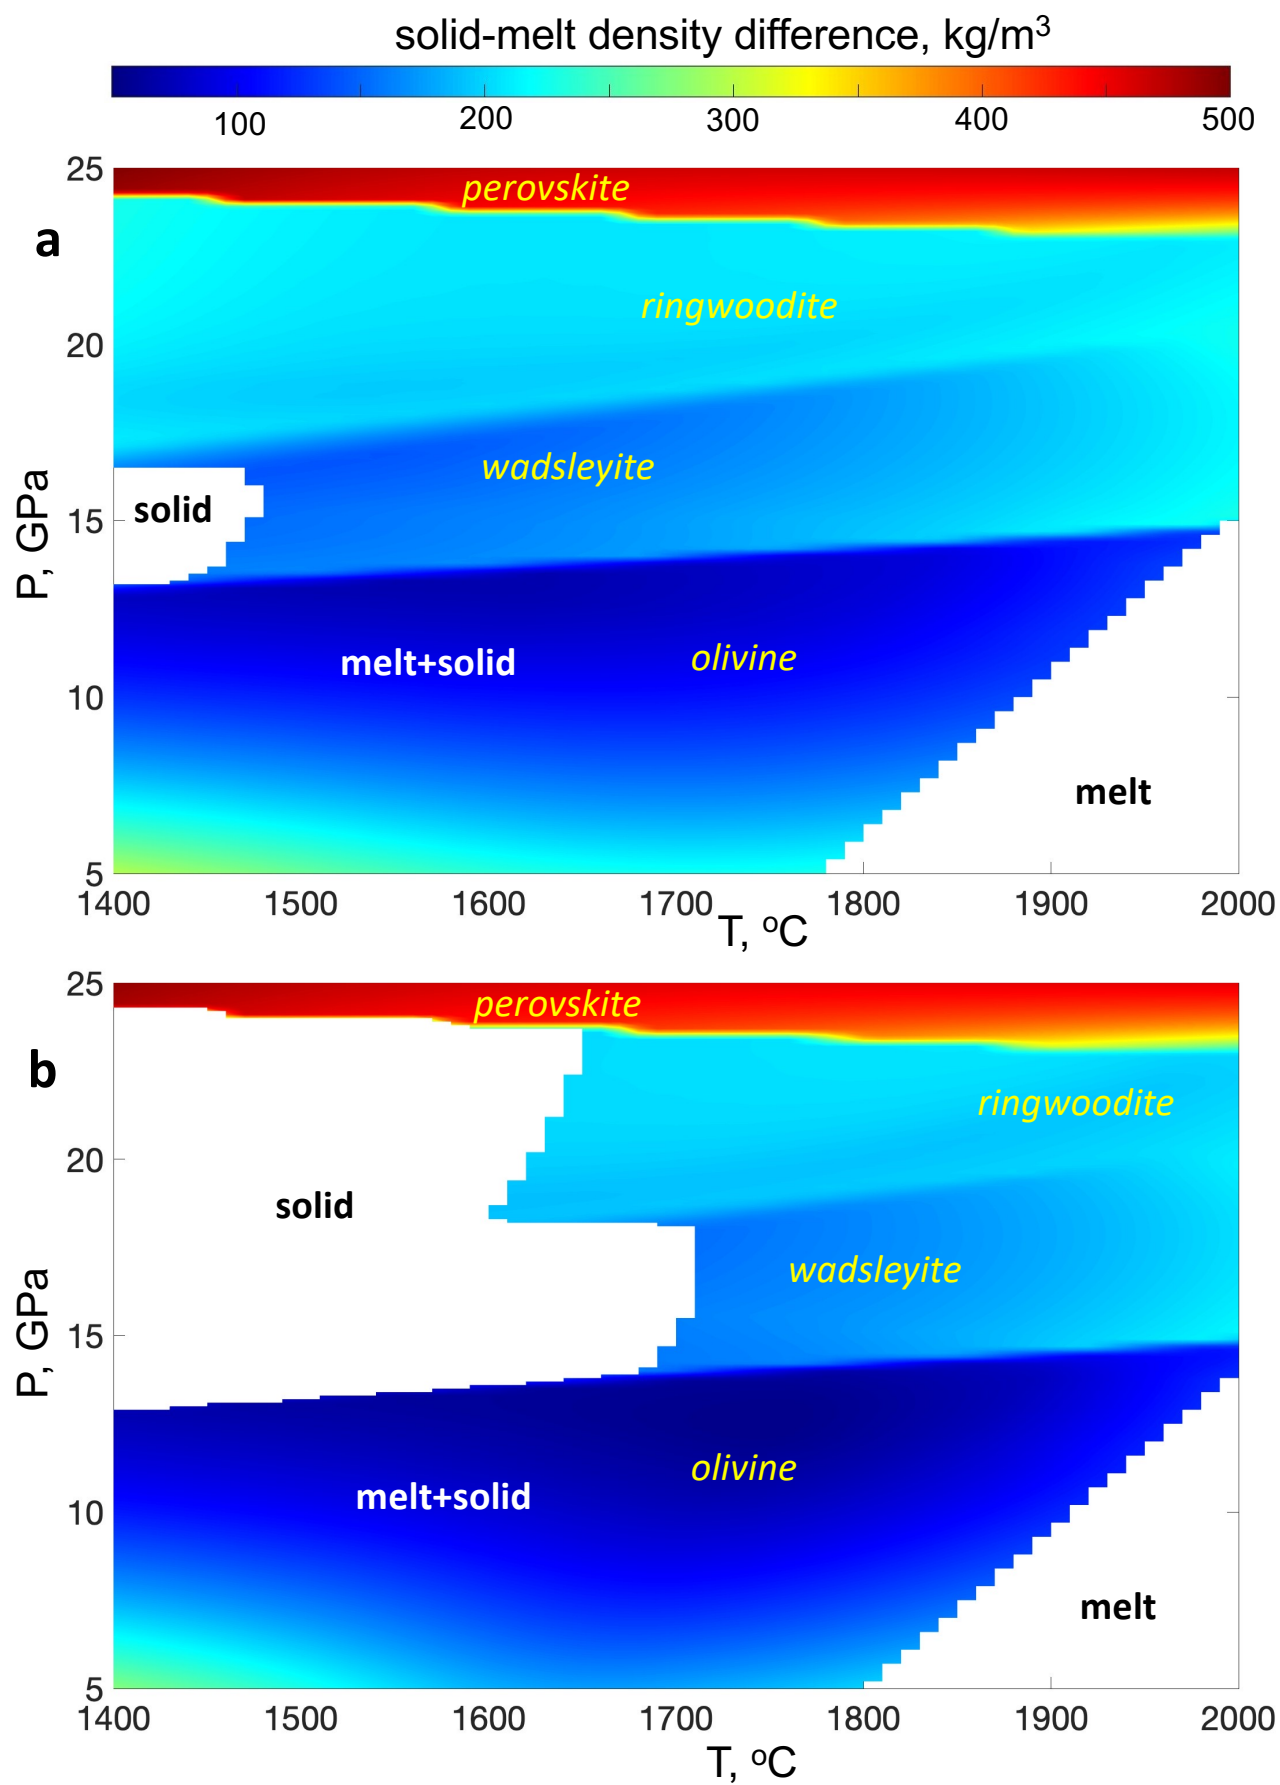 solid-melt density difference, kg/m³
100 200 300 400 500
a
25
20
15
10
5
P, GPa
perovskite
ringwoodite
wadsleyite
solid
melt+solid
olivine
melt
1400 1500 1600 1700 1800 1900 2000
T, ºC
b
25
20
15
10
5
P, GPa
perovskite
ringwoodite
solid
wadsleyite
olivine
melt+solid
melt
1400 1500 1600 1700 1800 1900 2000
T, ºC